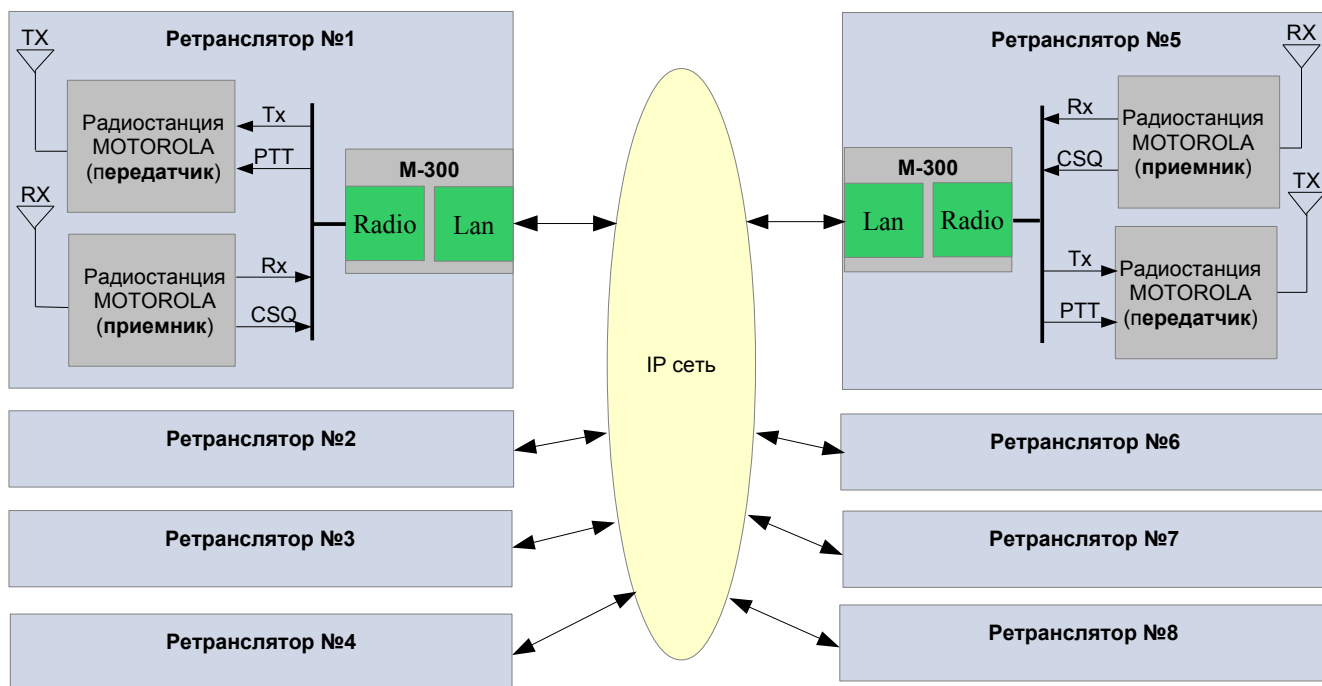 Ретранслятор №1
TX
Радиостанция
MOTOROLA
(передатчик)
Tx
PTT
RX
Радиостанция
MOTOROLA
(приемник)
Rx
CSQ
M-300
Radio
Lan
IP сеть
Ретранслятор №5
RX
Rx
CSQ
Радиостанция
MOTOROLA
(приемник)
TX
M-300
Lan
Radio
Tx
PTT
Радиостанция
MOTOROLA
(передатчик)
Ретранслятор №2
Ретранслятор №3
Ретранслятор №4
Ретранслятор №6
Ретранслятор №7
Ретранслятор №8